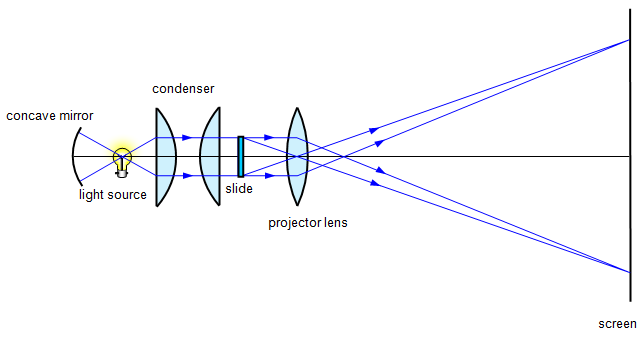 condenser
concave mirror
light source
slide
projector lens
screen